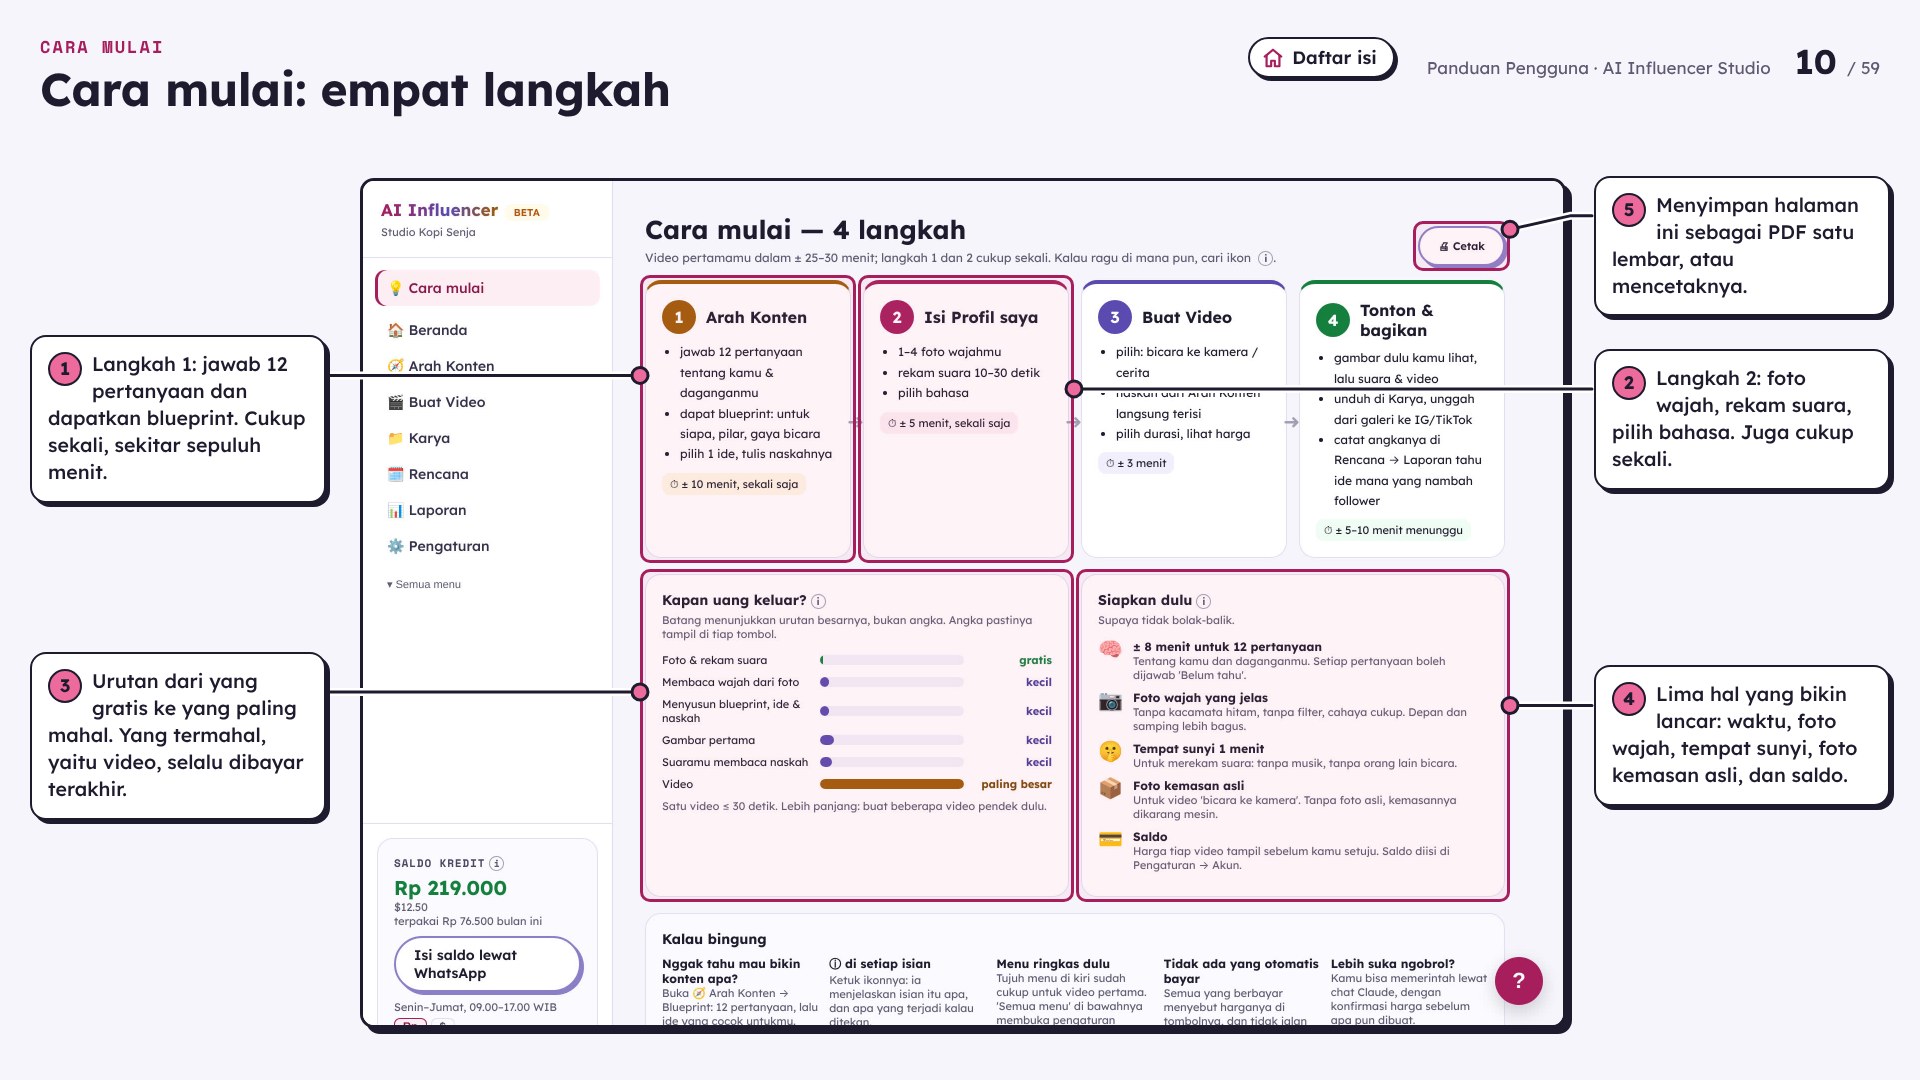 CARA MULAI
Cara mulai: empat langkah
Daftar isi
Panduan Pengguna · AI Influencer Studio
10 / 59
1 Langkah 1: jawab 12
pertanyaan dan
dapatkan blueprint. Cukup
sekali, sekitar sepuluh
menit.
3 Urutan dari yang
gratis ke yang paling
mahal. Yang termahal,
yaitu video, selalu dibayar
terakhir.
AI Influencer BETA
Studio Kopi Senja
Cara mulai
Beranda
Arah Konten
Buat Video
Karya
Rencana
Laporan
Pengaturan
▾ Semua menu
SALDO KREDIT i
Rp 219.000
$12.50
terpakai Rp 76.500 bulan ini
Isi saldo lewat
WhatsApp
Senin–Jumat, 09.00–17.00 WIB
Cara mulai — 4 langkah
Video pertamamu dalam ± 25–30 menit; langkah 1 dan 2 cukup sekali. Kalau ragu di mana pun, cari ikon i.
Cetak
1 Arah Konten
• jawab 12 pertanyaan
tentang kamu &
daganganmu
• dapat blueprint: untuk
siapa, pilar, gaya bicara
• pilih 1 ide, tulis naskahnya
± 10 menit, sekali saja
→
2 Isi Profil saya
• 1–4 foto wajahmu
• rekam suara 10–30 detik
• pilih bahasa
± 5 menit, sekali saja
→
3 Buat Video
• pilih: bicara ke kamera /
cerita
• naskah dari Arah Konten
langsung terisi
• pilih durasi, lihat harga
± 3 menit
→
4 Tonton &
bagikan
• gambar dulu kamu lihat,
lalu suara & video
• unduh di Karya, unggah
dari galeri ke IG/TikTok
• catat angkanya di
Rencana → Laporan tahu
ide mana yang nambah
follower
± 5–10 menit menunggu
Kapan uang keluar? i
Batang menunjukkan urutan besarnya, bukan angka. Angka pastinya
tampil di tiap tombol.
Foto & rekam suara gratis
Membaca wajah dari foto kecil
Menyusun blueprint, ide &
naskah kecil
Gambar pertama kecil
Suaramu membaca naskah kecil
Video paling besar
Satu video ≤ 30 detik. Lebih panjang: buat beberapa video pendek dulu.
Siapkan dulu i
Supaya tidak bolak-balik.
± 8 menit untuk 12 pertanyaan
Tentang kamu dan daganganmu. Setiap pertanyaan boleh
dijawab 'Belum tahu'.
Foto wajah yang jelas
Tanpa kacamata hitam, tanpa filter, cahaya cukup. Depan dan
samping lebih bagus.
Tempat sunyi 1 menit
Untuk merekam suara: tanpa musik, tanpa orang lain bicara.
Foto kemasan asli
Untuk video 'bicara ke kamera'. Tanpa foto asli, kemasannya
dikarang mesin.
Saldo
Harga tiap video tampil sebelum kamu setuju. Saldo diisi di
Pengaturan → Akun.
Kalau bingung
Nggak tahu mau bikin
konten apa?
Buka Arah Konten →
Blueprint: 12 pertanyaan, lalu
ide yang cocok untukmu.
ⓘ di setiap isian
Ketuk ikonnya: ia
menjelaskan isian itu apa,
dan apa yang terjadi kalau
ditekan.
Menu ringkas dulu
Tujuh menu di kiri sudah
cukup untuk video pertama.
'Semua menu' di bawahnya
membuka pengaturan
Tidak ada yang otomatis
bayar
Semua yang berbayar
menyebut harganya di
tombolnya, dan tidak jalan
Lebih suka ngobrol?
Kamu bisa memerintah lewat
chat Claude, dengan
konfirmasi harga sebelum
apa pun dibuat.
?
5 Menyimpan halaman
ini sebagai PDF satu
lembar, atau
mencetaknya.
2 Langkah 2: foto
wajah, rekam suara,
pilih bahasa. Juga cukup
sekali.
4 Lima hal yang bikin
lancar: waktu, foto
wajah, tempat sunyi, foto
kemasan asli, dan saldo.